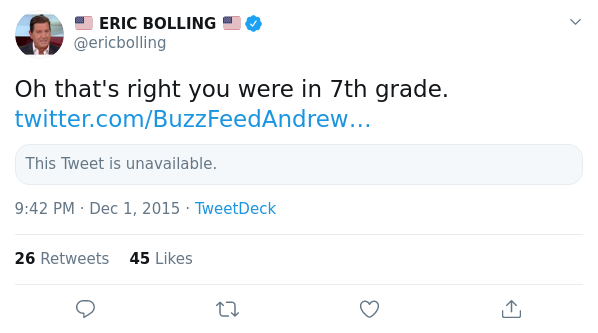 🇺🇸 ERIC BOLLING 🇺🇸
@ericbolling
Oh that's right you were in 7th grade.
twitter.com/BuzzFeedAndrew…
This Tweet is unavailable.
9:42 PM · Dec 1, 2015 · TweetDeck
26 Retweets 45 Likes